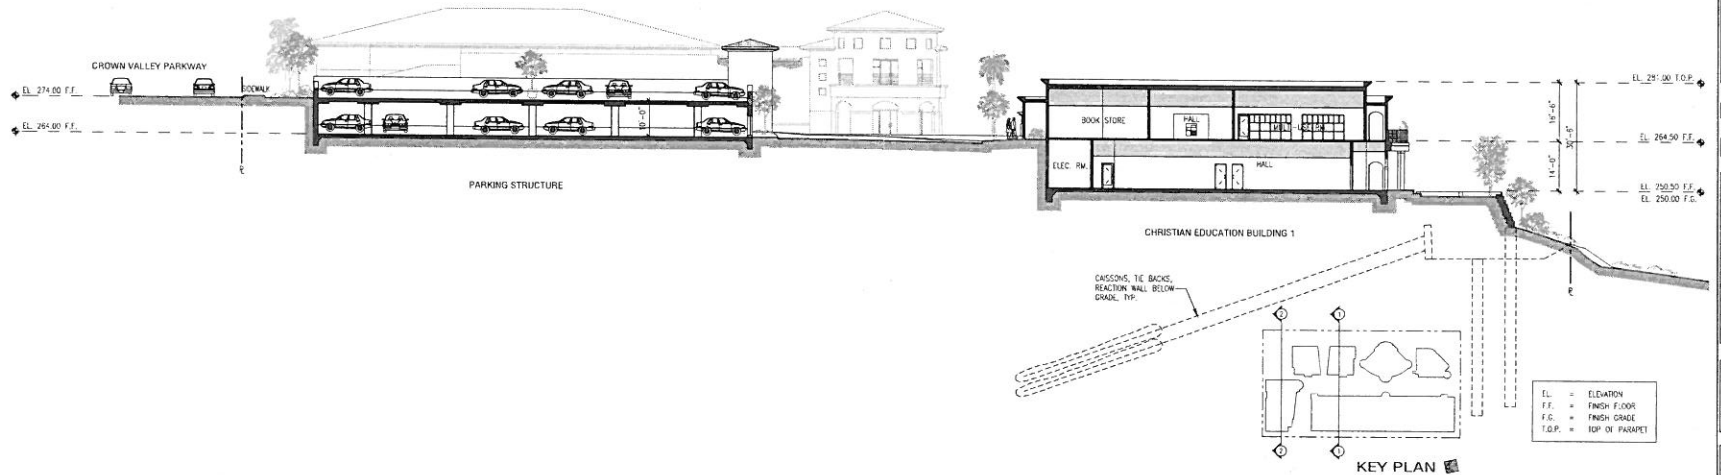 CROWN VALLEY PARKWAY
EL. 274.00 F.F.
SIDEWALK
EL. 264.00 F.F.
10'-0"
PARKING STRUCTURE
BOOK STORE
HALL
ELEC. RM.
HALL
16'-6"
14'-0"
30'-6"
T.O.P.
EL. 264.50 F.F.
EL. 250.50 F.F.
EL. 250.00 F.G.
CHRISTIAN EDUCATION BUILDING 1
CAISSONS, TIE BACKS,
REACTION WALL BELOW
GRADE, TYP.
2
1
2
1
KEY PLAN
EL. = ELEVATION
F.F. = FINISH FLOOR
F.G. = FINISH GRADE
T.O.P. = TOP OF PARAPET